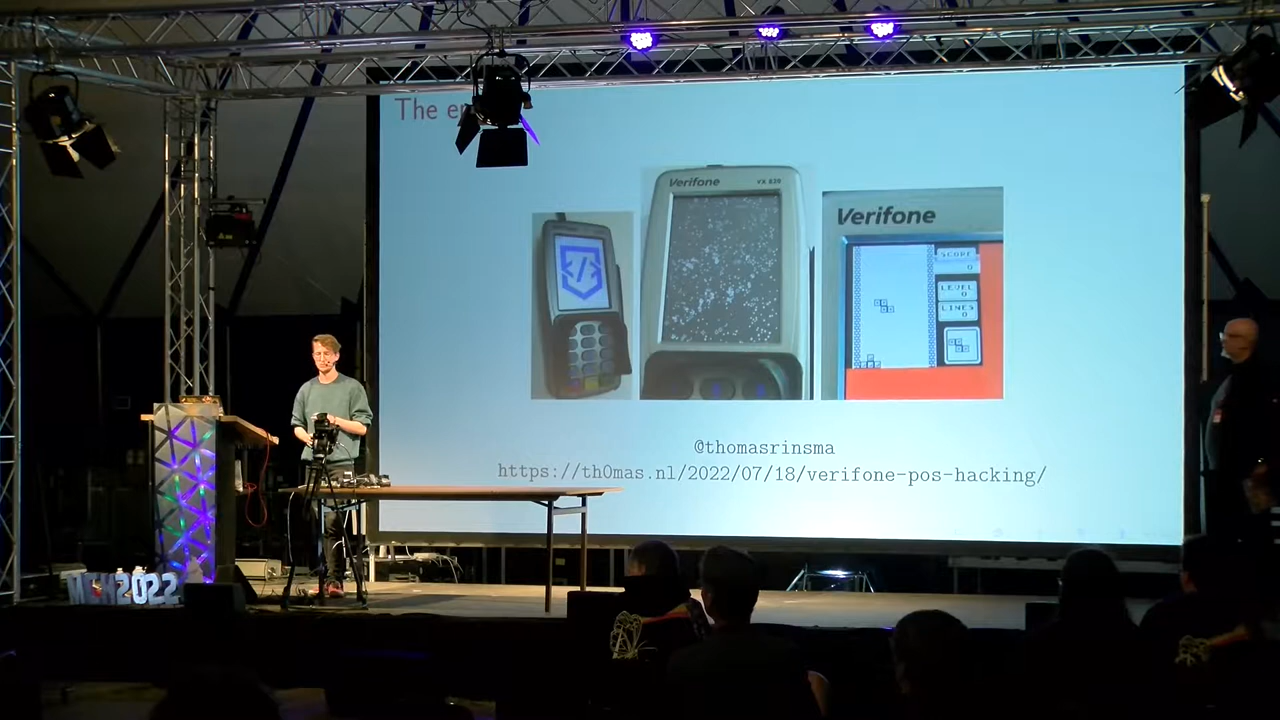 The
Verifone
VX 820
Verifone
SCORE
0
LEVEL
0
LINES
0
@thomasrinsma
https://th0mas.nl/2022/07/18/verifone-pos-hacking/
MCH2022